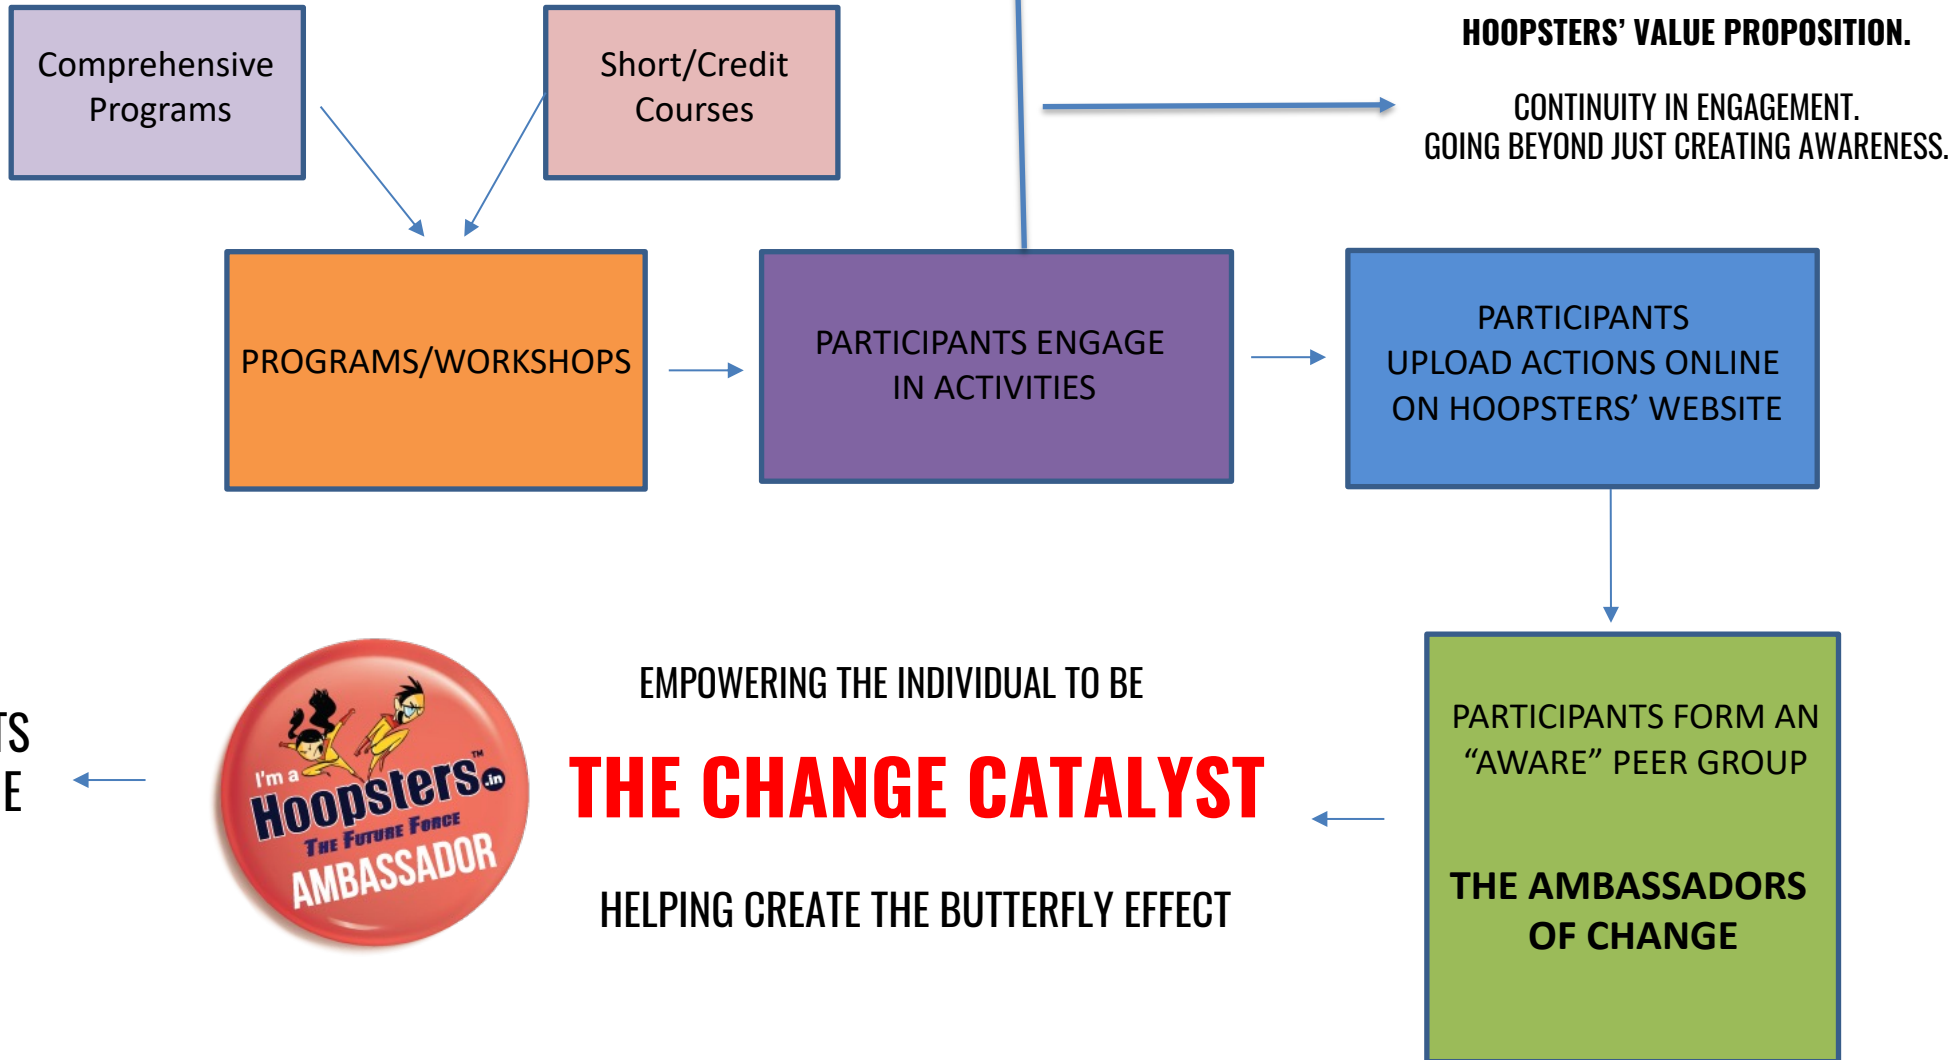 Comprehensive
Programs
Short/Credit
Courses
HOOPSTERS’ VALUE PROPOSITION.
CONTINUITY IN ENGAGEMENT.
GOING BEYOND JUST CREATING AWARENESS.
PROGRAMS/WORKSHOPS
PARTICIPANTS ENGAGE
IN ACTIVITIES
PARTICIPANTS
UPLOAD ACTIONS ONLINE
ON HOOPSTERS’ WEBSITE
PARTICIPANTS FORM AN
“AWARE” PEER GROUP
THE AMBASSADORS
OF CHANGE
EMPOWERING THE INDIVIDUAL TO BE
THE CHANGE CATALYST
HELPING CREATE THE BUTTERFLY EFFECT
I'm a
Hoopsters™.in
THE FUTURE FORCE
AMBASSADOR